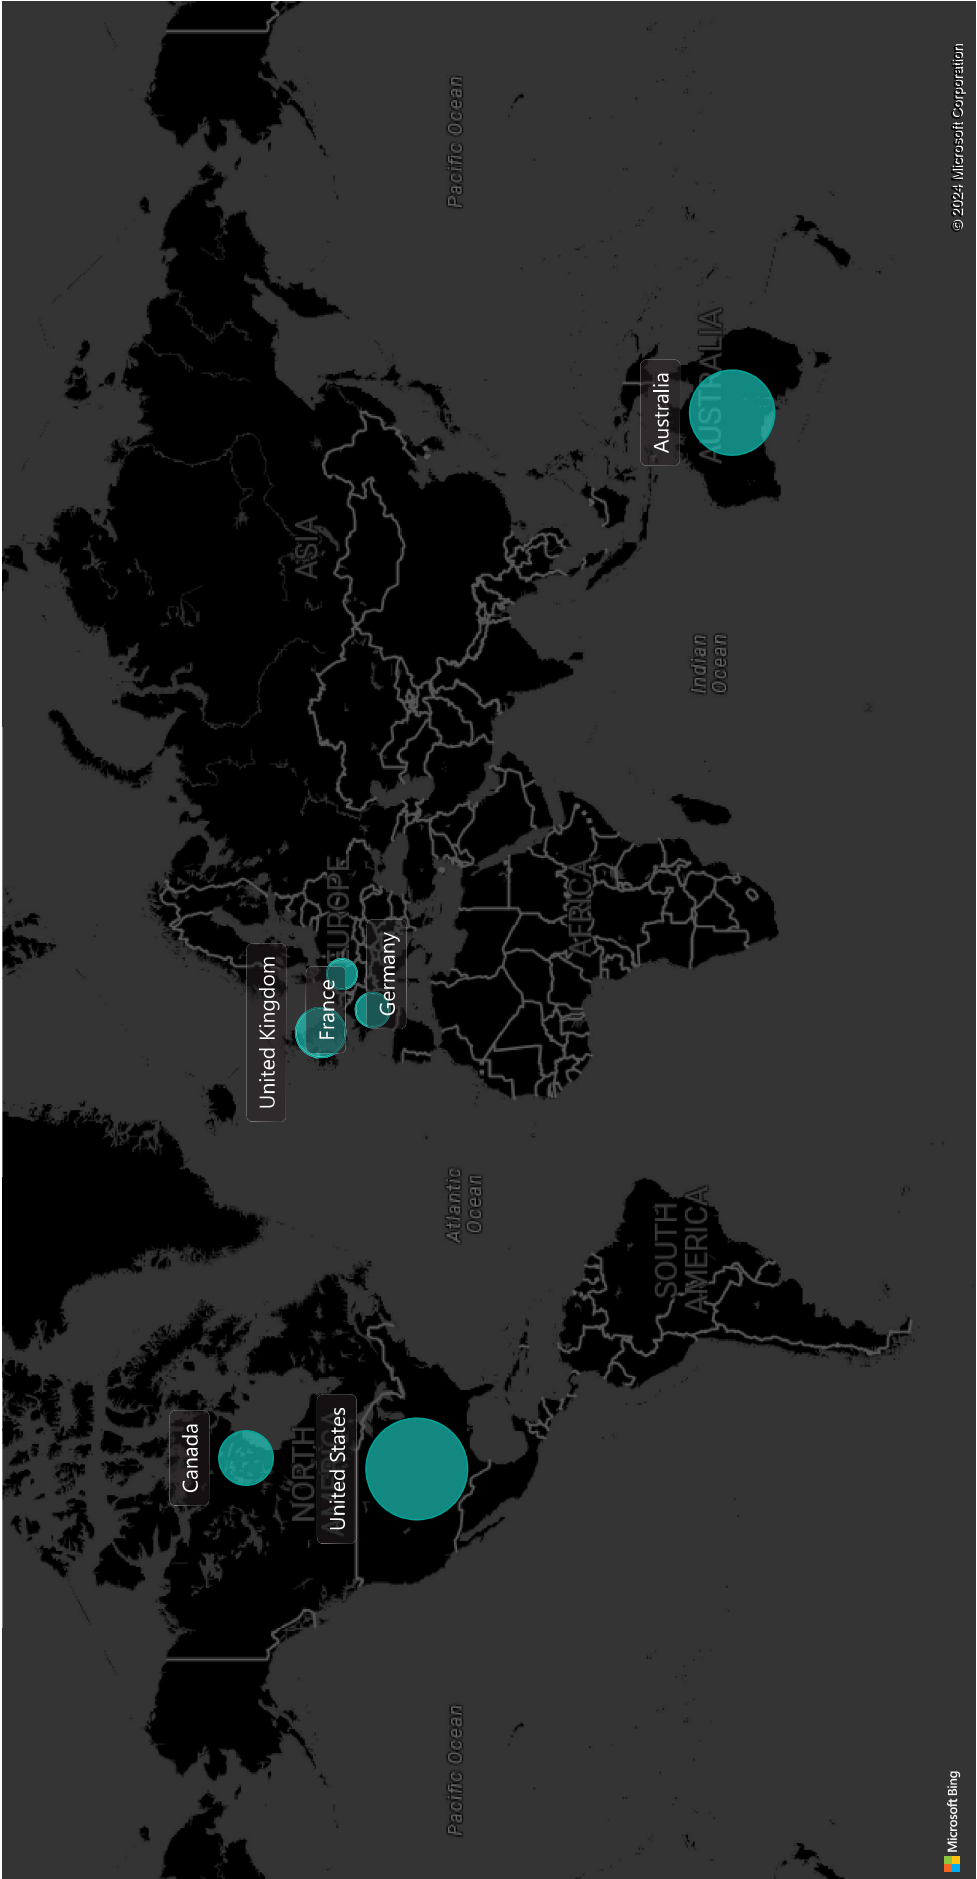 Canada
NORTH
AMERICA
United States
United Kingdom
France
Germany
EUROPE
ASIA
AFRICA
SOUTH
AMERICA
Australia
AUSTRALIA
Pacific Ocean
Atlantic
Ocean
Indian
Ocean
Pacific Ocean
Microsoft Bing
© 2024 Microsoft Corporation